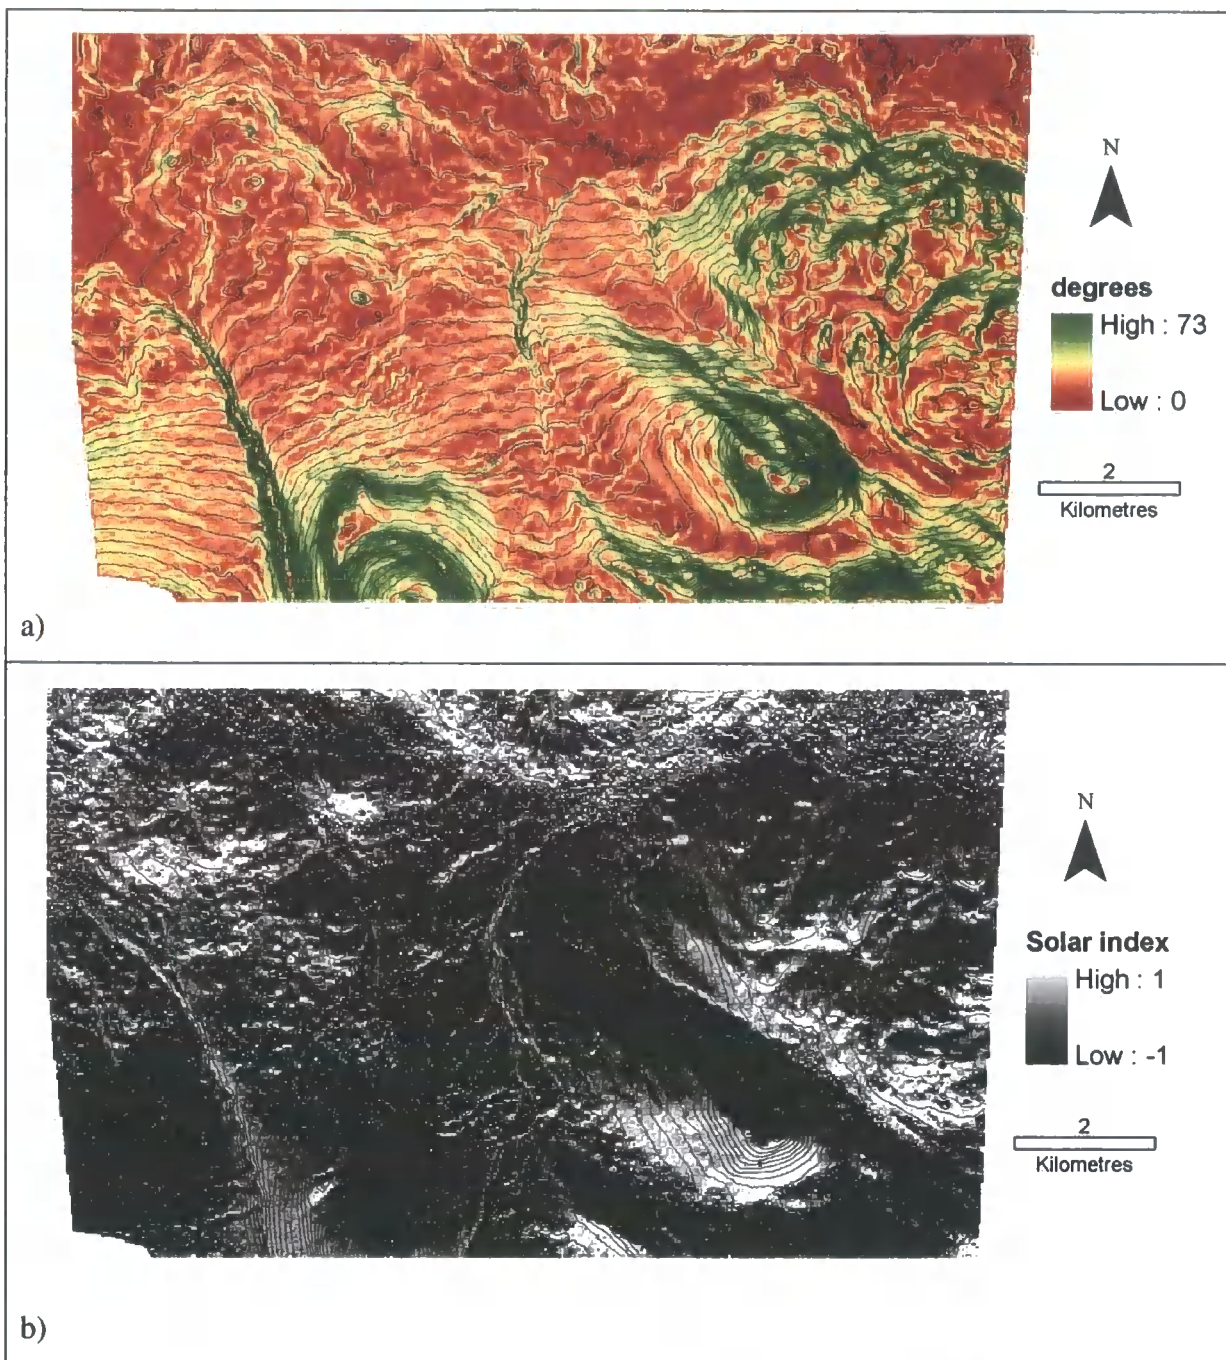 N
degrees
High : 73
Low : 0
2
Kilometres
a)
N
Solar index
High : 1
Low : -1
2
Kilometres
b)